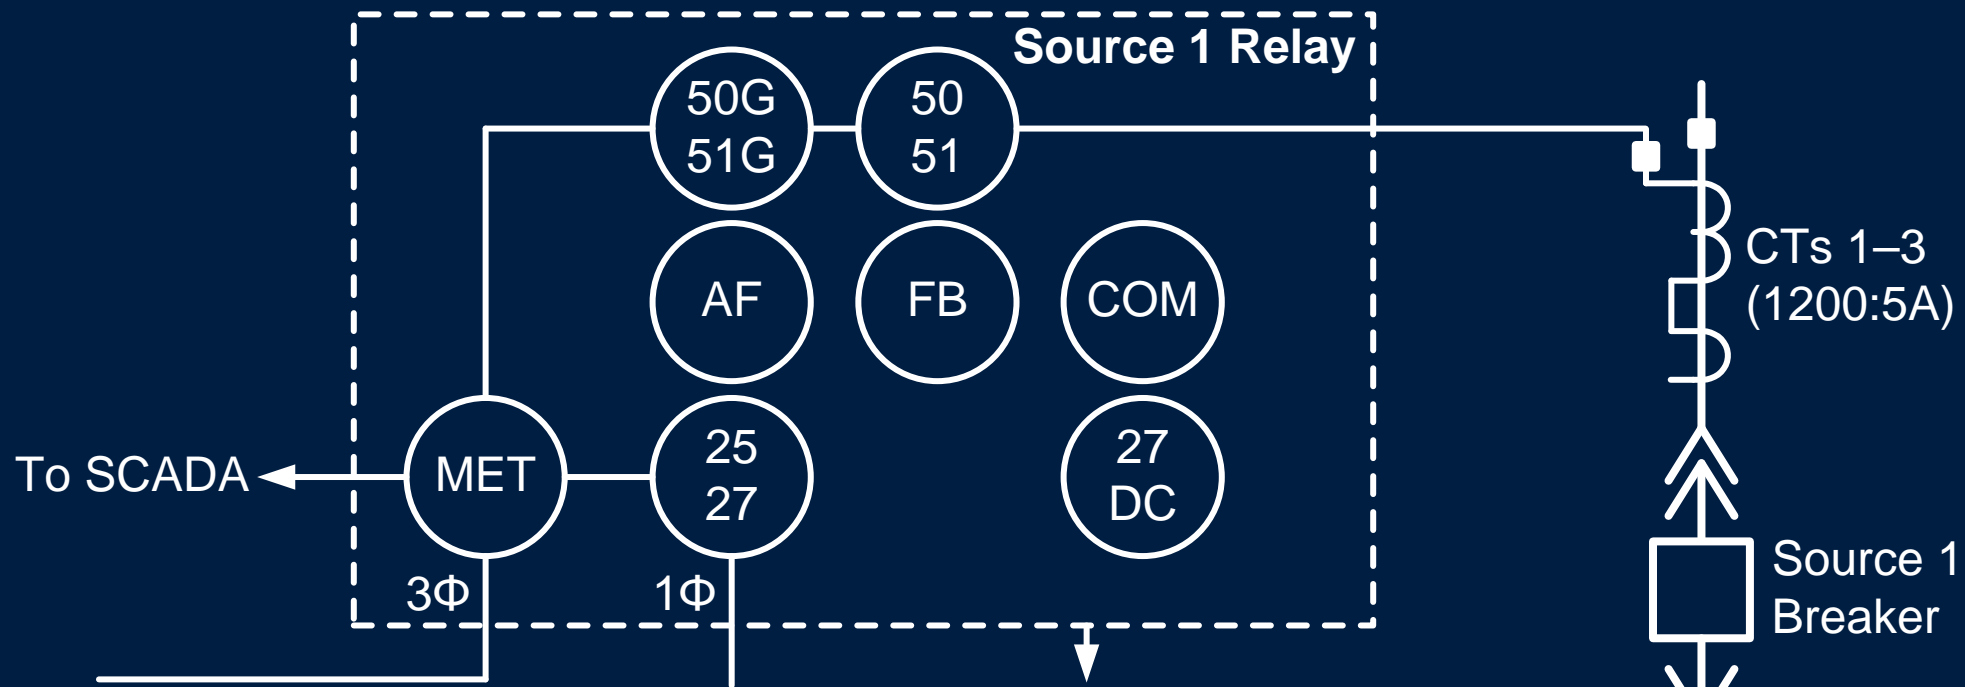 Source 1 Relay
50G
51G
50
51
AF
FB
COM
CTs 1–3
(1200:5A)
To SCADA
MET
25
27
27
DC
3Φ
1Φ
Source 1
Breaker